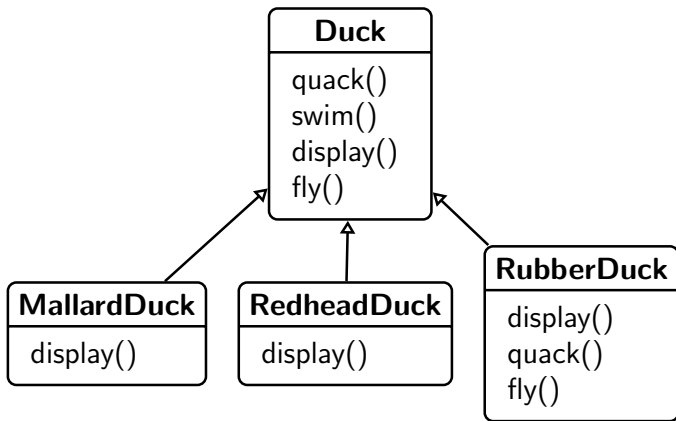 Duck
quack()
swim()
display()
fly()
MallardDuck
display()
RedheadDuck
display()
RubberDuck
display()
quack()
fly()